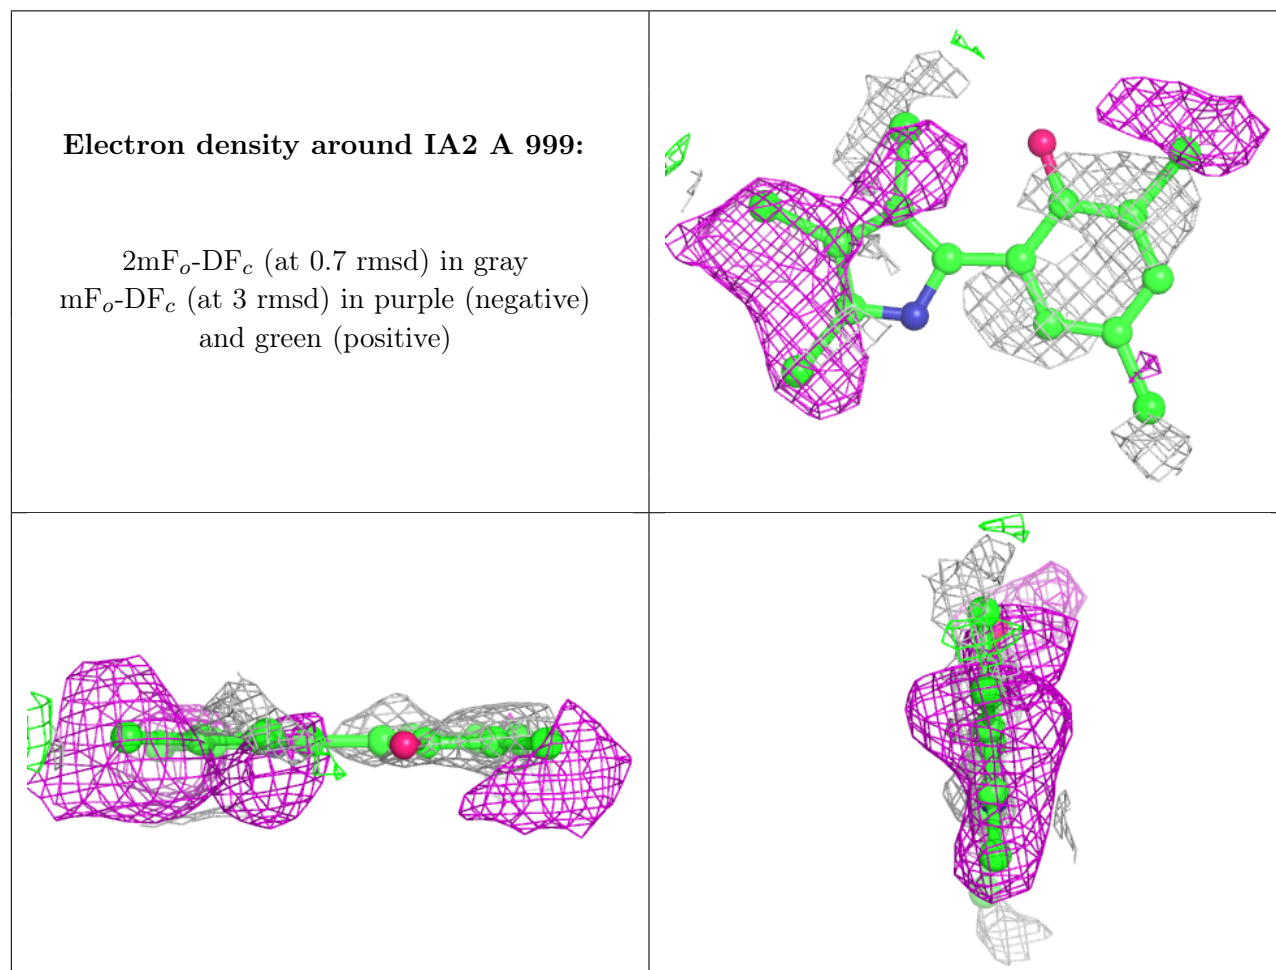 Electron density around IA2 A 999:
2mFo-DFc (at 0.7 rmsd) in gray
mFo-DFc (at 3 rmsd) in purple (negative)
and green (positive)